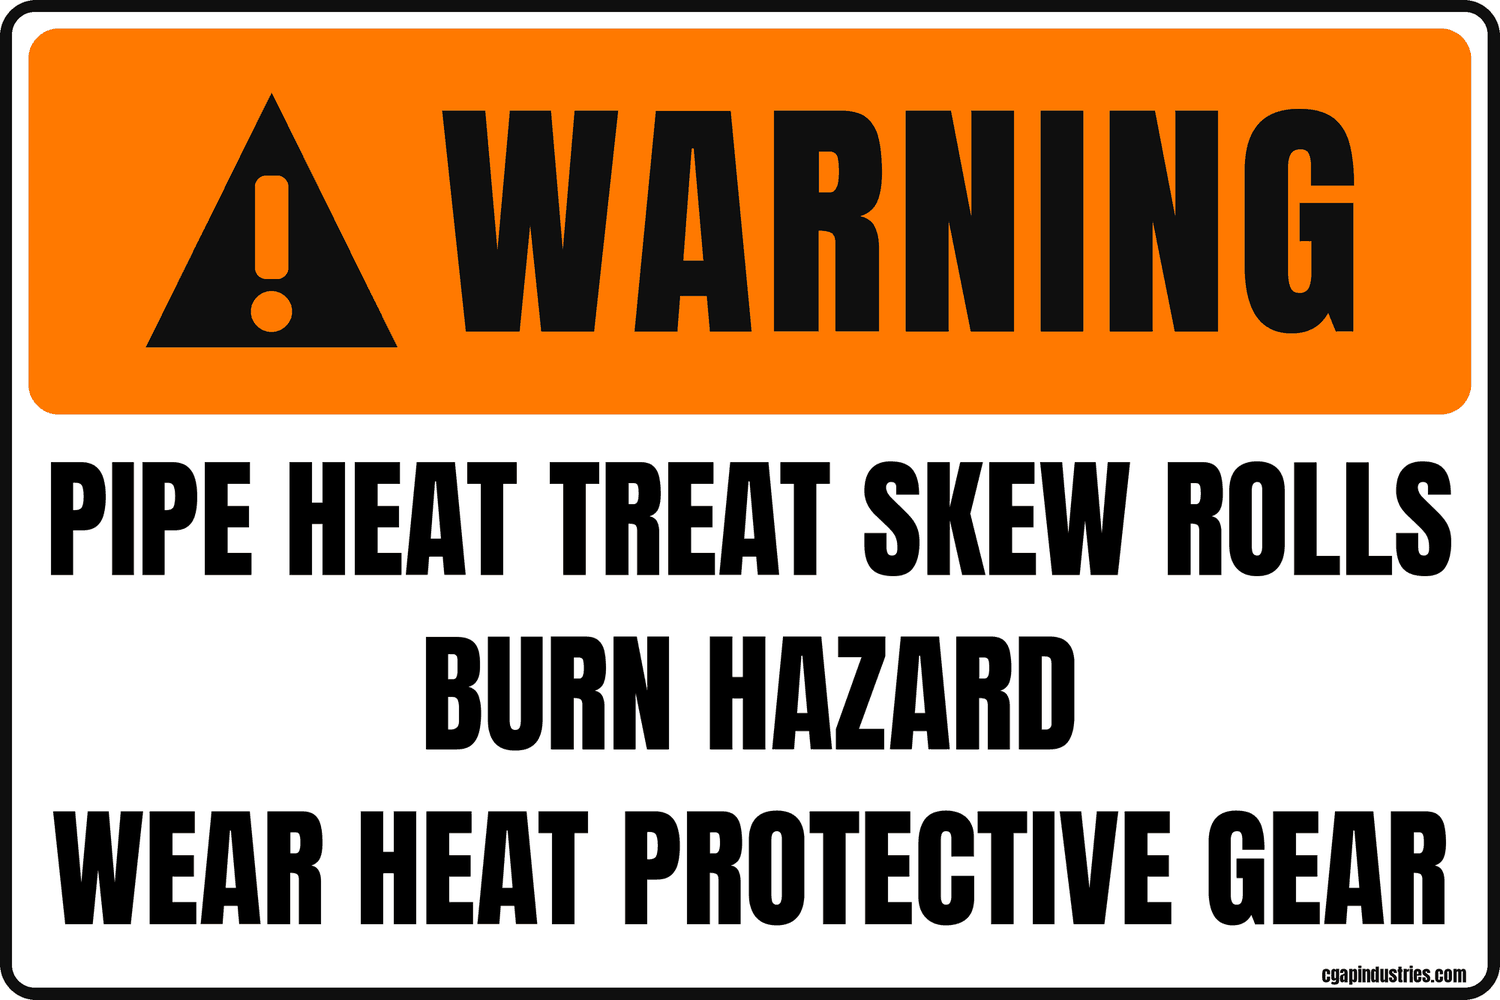 WARNING
PIPE HEAT TREAT SKEW ROLLS
BURN HAZARD
WEAR HEAT PROTECTIVE GEAR
cgapindustries.com